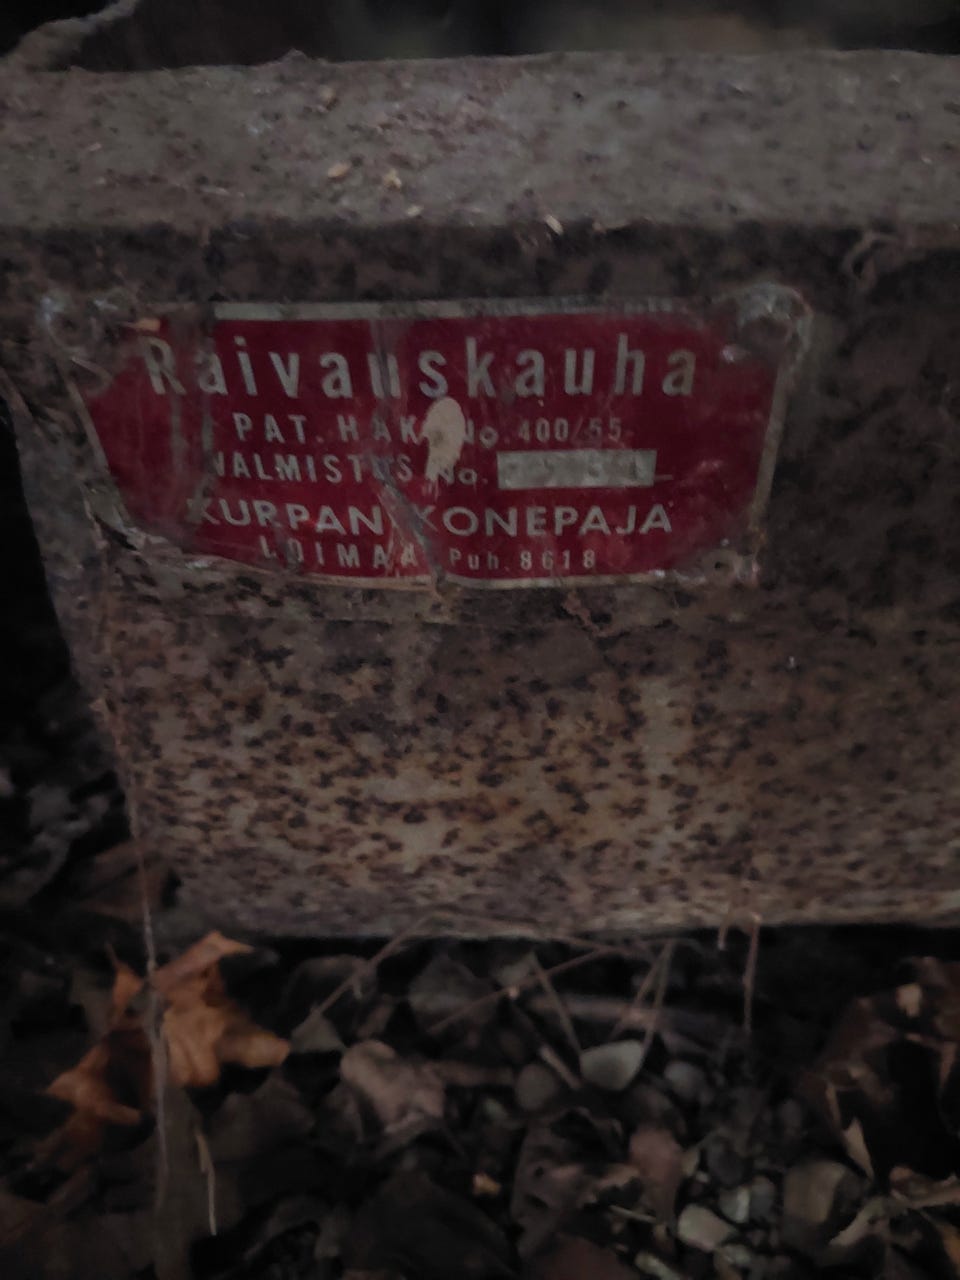 Raivauskauha
PAT. HAK. No. 400/55
VALMISTUS No.
KURPAN KONEPAJA
LOIMAA Puh. 8618